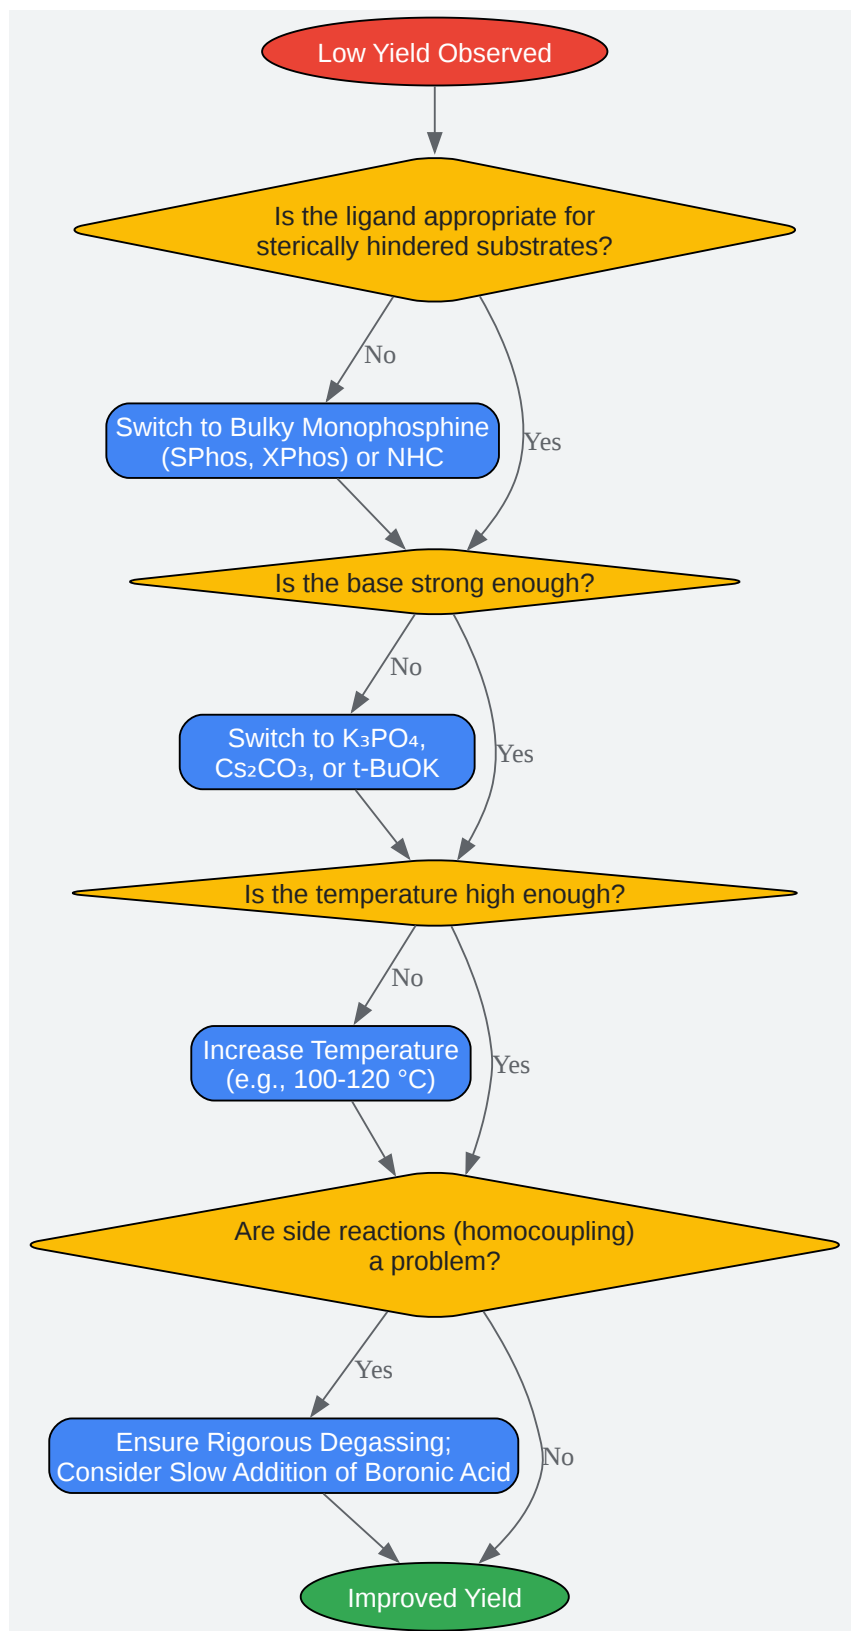 Low Yield Observed
Is the ligand appropriate for
sterically hindered substrates?
No
Switch to Bulky Monophosphine
(SPhos, XPhos) or NHC
Yes
Is the base strong enough?
No
Switch to K₃PO₄,
Cs₂CO₃, or t-BuOK
Yes
Is the temperature high enough?
No
Increase Temperature
(e.g., 100-120 °C)
Yes
Are side reactions (homocoupling)
a problem?
Yes
Ensure Rigorous Degassing;
Consider Slow Addition of Boronic Acid
No
Improved Yield